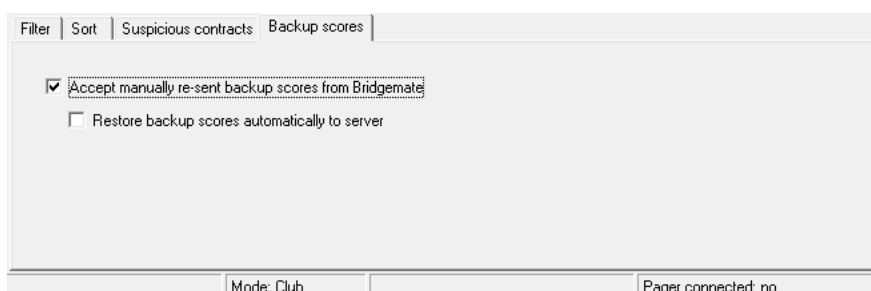 Filter Sort Suspicious contracts Backup scores
Accept manually re-sent backup scores from Bridgemate
Restore backup scores automatically to server
Mode: Club Pager connected: no